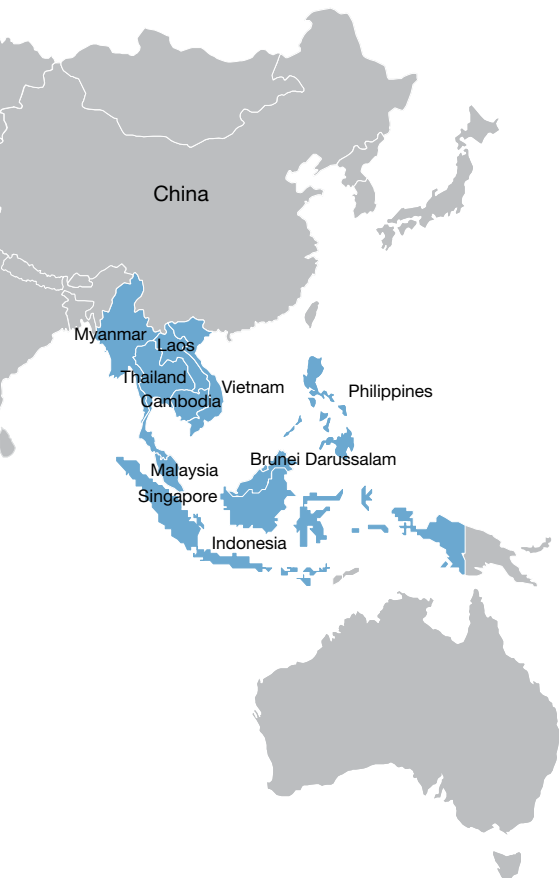 China
Myanmar
Laos
Thailand
Vietnam
Philippines
Cambodia
Brunei Darussalam
Malaysia
Singapore
Indonesia